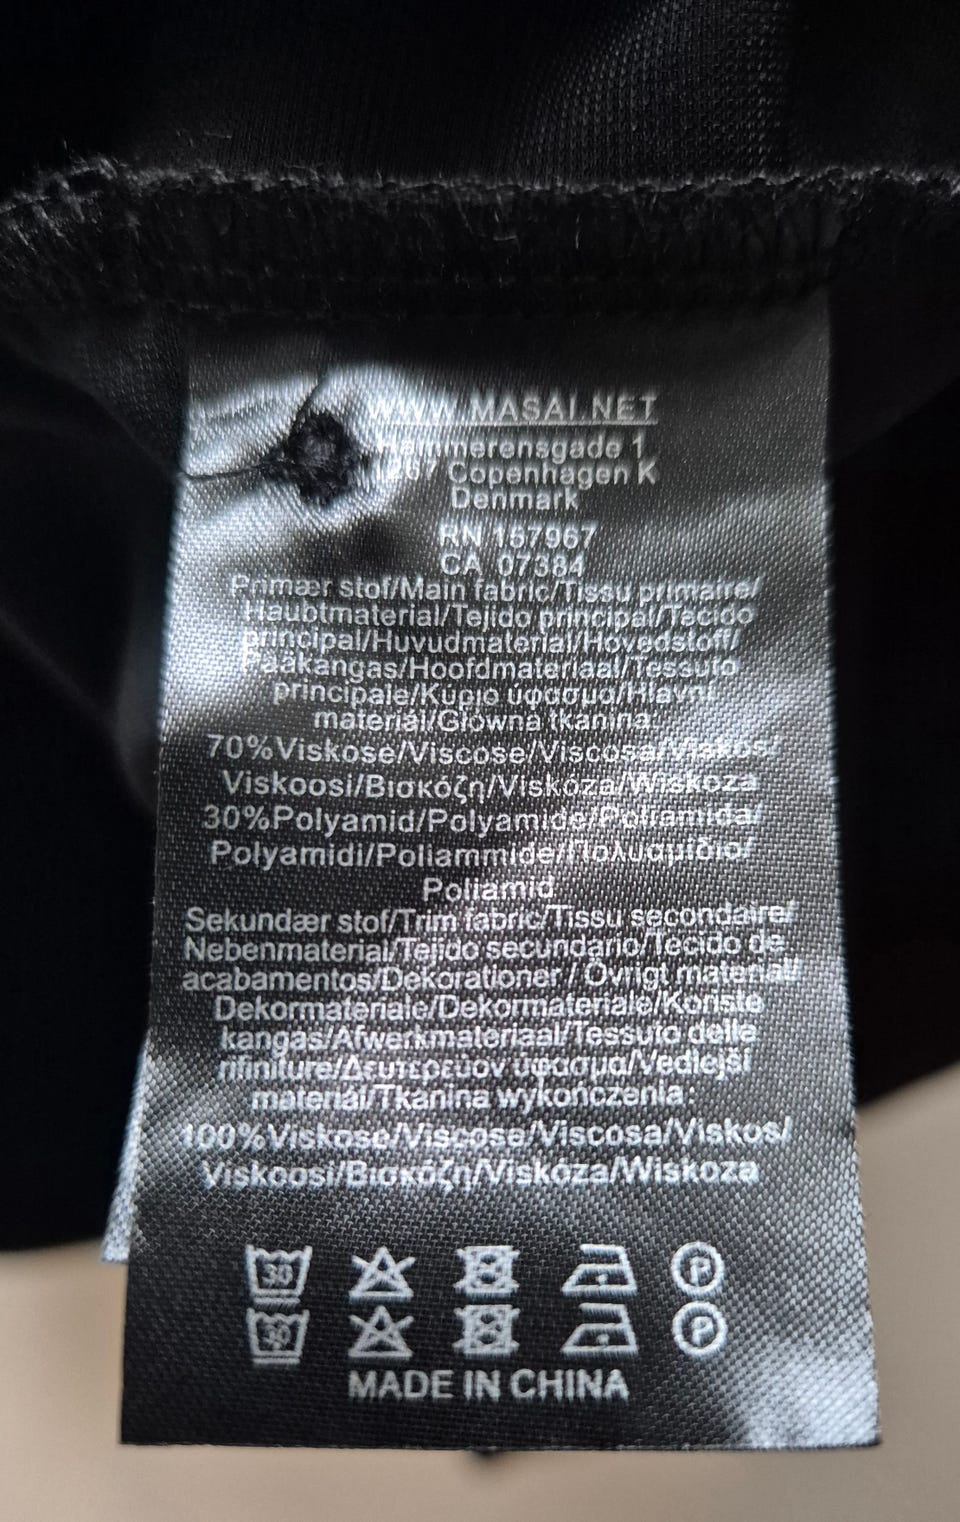 WWW.MASAI.NET
Hammerensgade 1
1267 Copenhagen K
Denmark
RN 157967
CA 07384
Primær stof/Main fabric/Tissu primaire/
Haubtmaterial/Tejido principal/Tecido
principal/Huvudmaterial/Hovedstoff/
Pääkangas/Hoofdmateriaal/Tessuto
principale/Κύριο ύφασμα/Hlavní
materiál/Główna tkanina:
70%Viskose/Viscose/Viscosa/Viskos/
Viskoosi/Βισκόζη/Viskóza/Wiskoza
30%Polyamid/Polyamide/Poliamida/
Polyamidi/Poliammide/Πολυαμίδιο/
Poliamid
Sekundær stof/Trim fabric/Tissu secondaire/
Nebenmaterial/Tejido secundario/Tecido de
acabamentos/Dekorationer / Övrigt material/
Dekormateriale/Dekormateriale/Koriste
kangas/Afwerkmateriaal/Tessuto delle
rifiniture/Δευτερεύον ύφασμα/Vedlejší
materiál/Tkanina wykończenia:
100%Viskose/Viscose/Viscosa/Viskos/
Viskoosi/Βισκόζη/Viskóza/Wiskoza
30 P
30 P
MADE IN CHINA